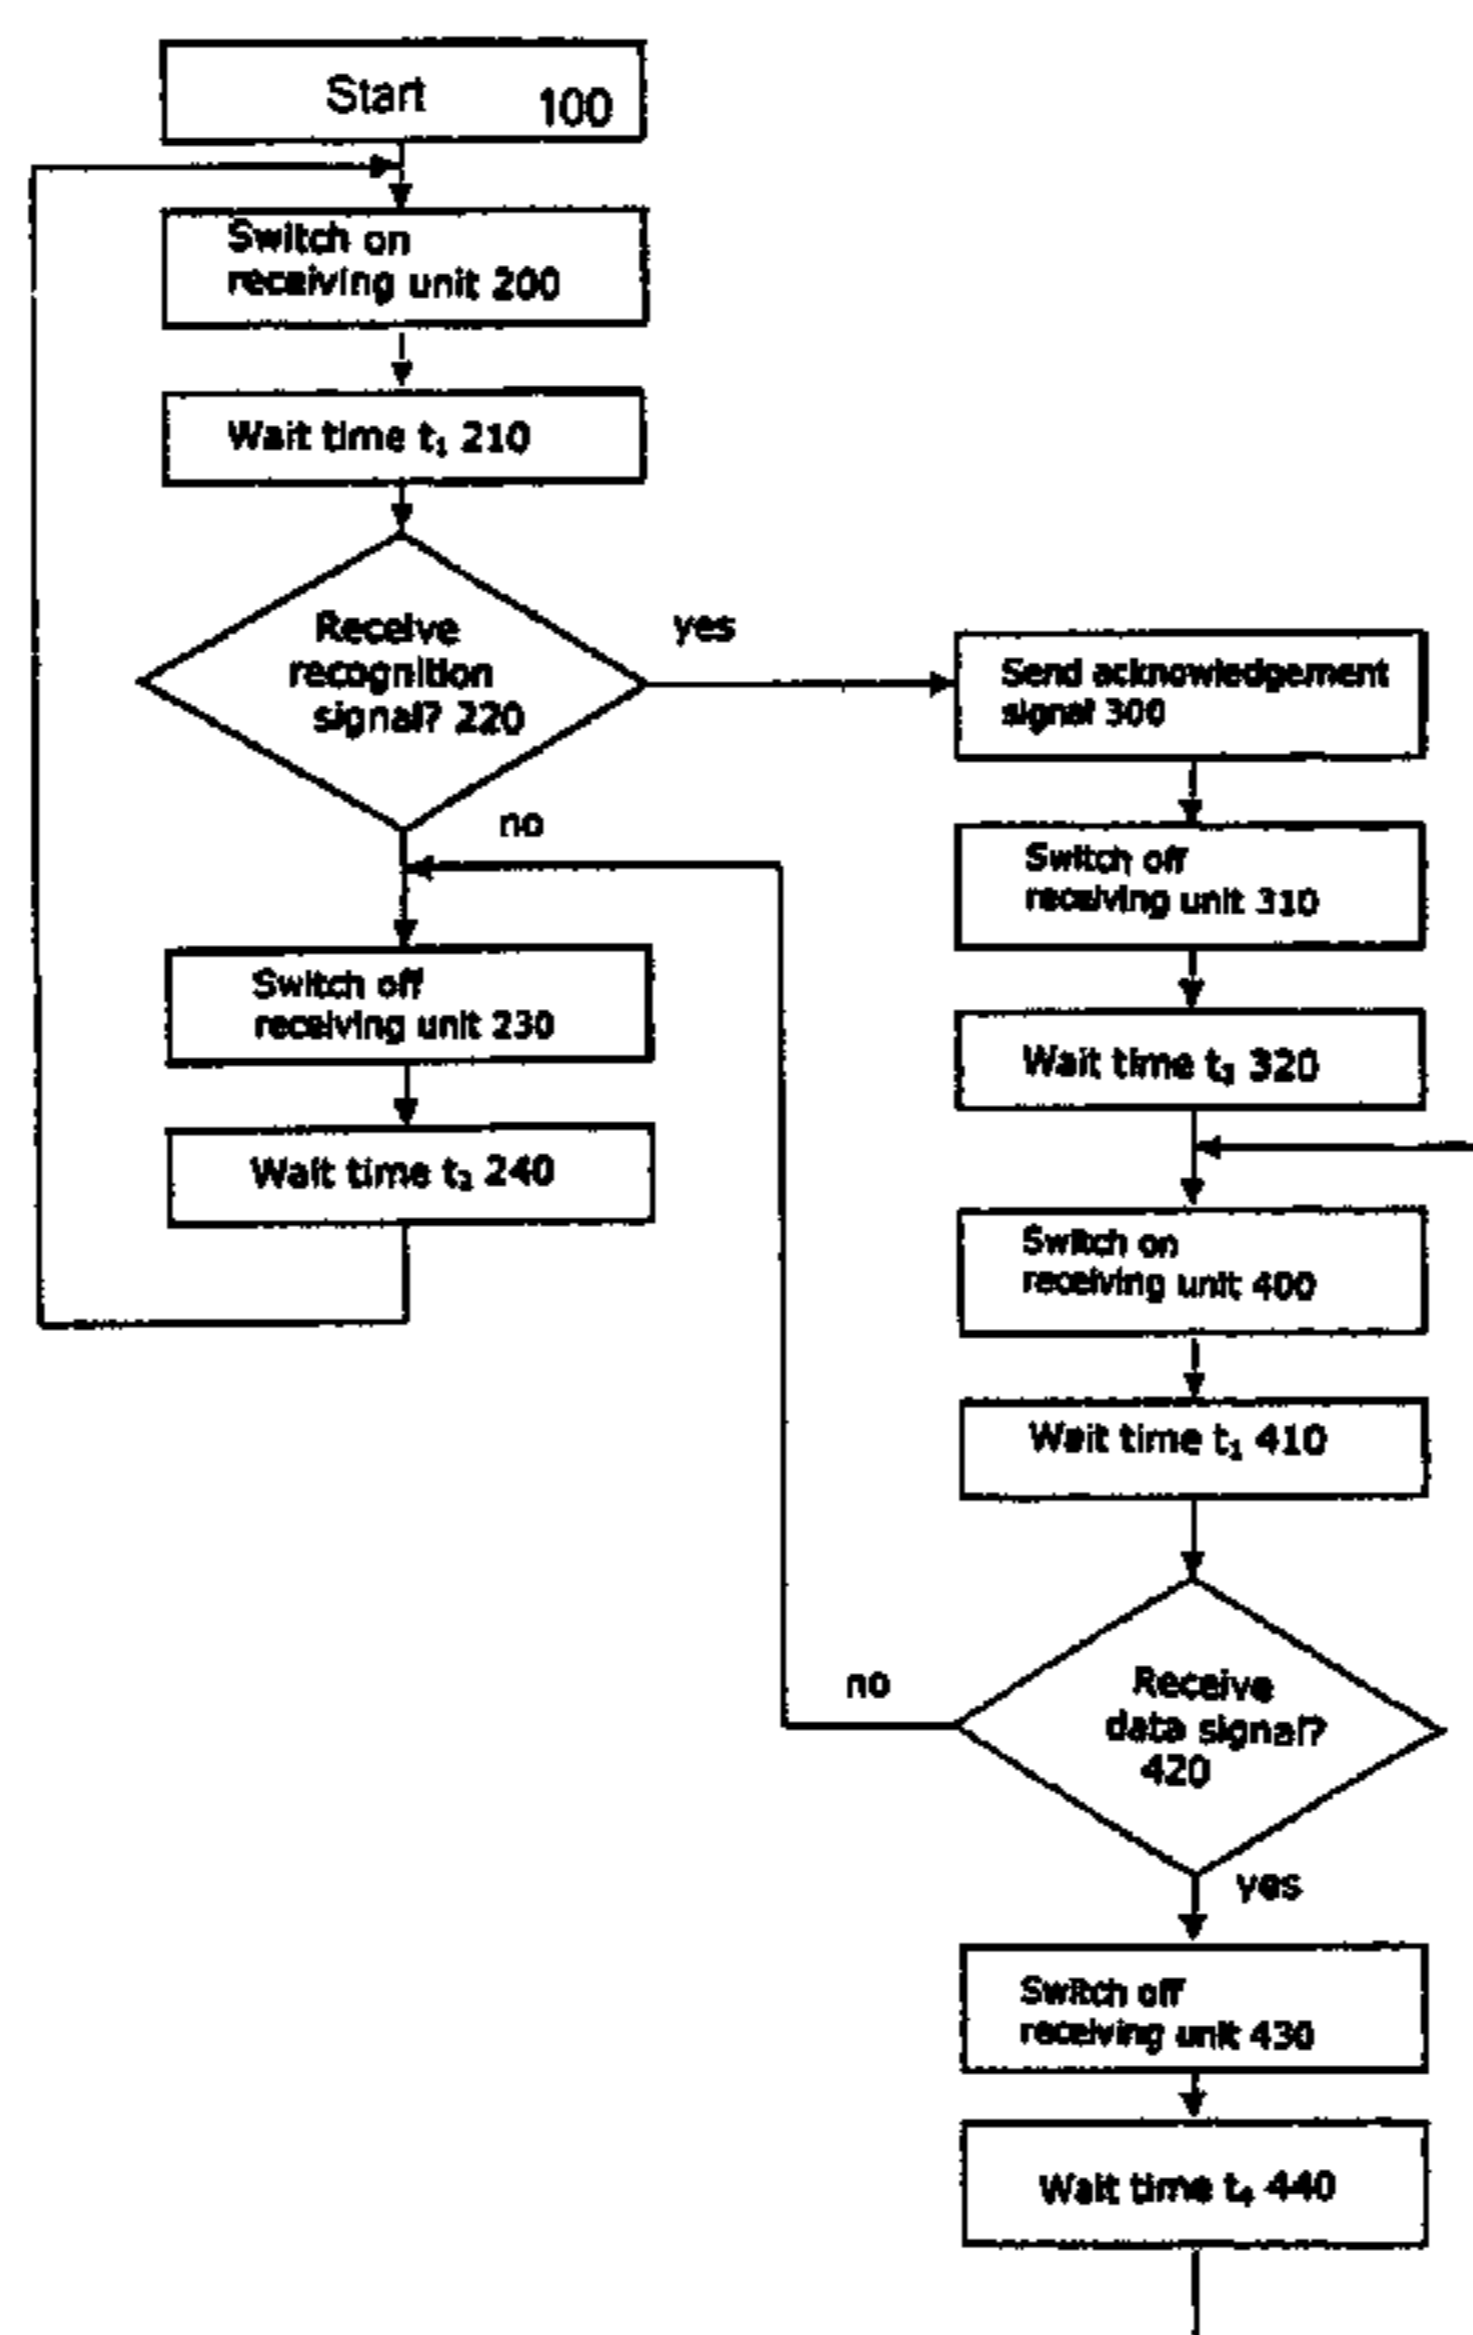 Start 100
Switch on
receiving unit 200
Wait time t₁ 210
Receive
recognition
signal? 220
yes
no
Switch off
receiving unit 230
Wait time t₂ 240
Send acknowledgement
signal 300
Switch off
receiving unit 310
Wait time t₃ 320
Switch on
receiving unit 400
Wait time t₁ 410
Receive
data signal?
420
no
yes
Switch off
receiving unit 430
Wait time t₄ 440